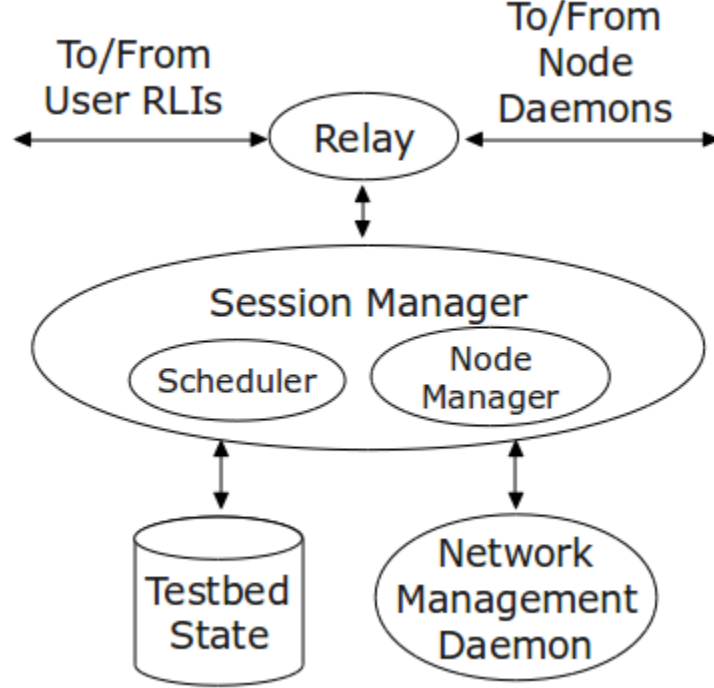 To/From
User RLIs
To/From
Node
Daemons
Relay
Session Manager
Scheduler
Node
Manager
Testbed
State
Network
Management
Daemon